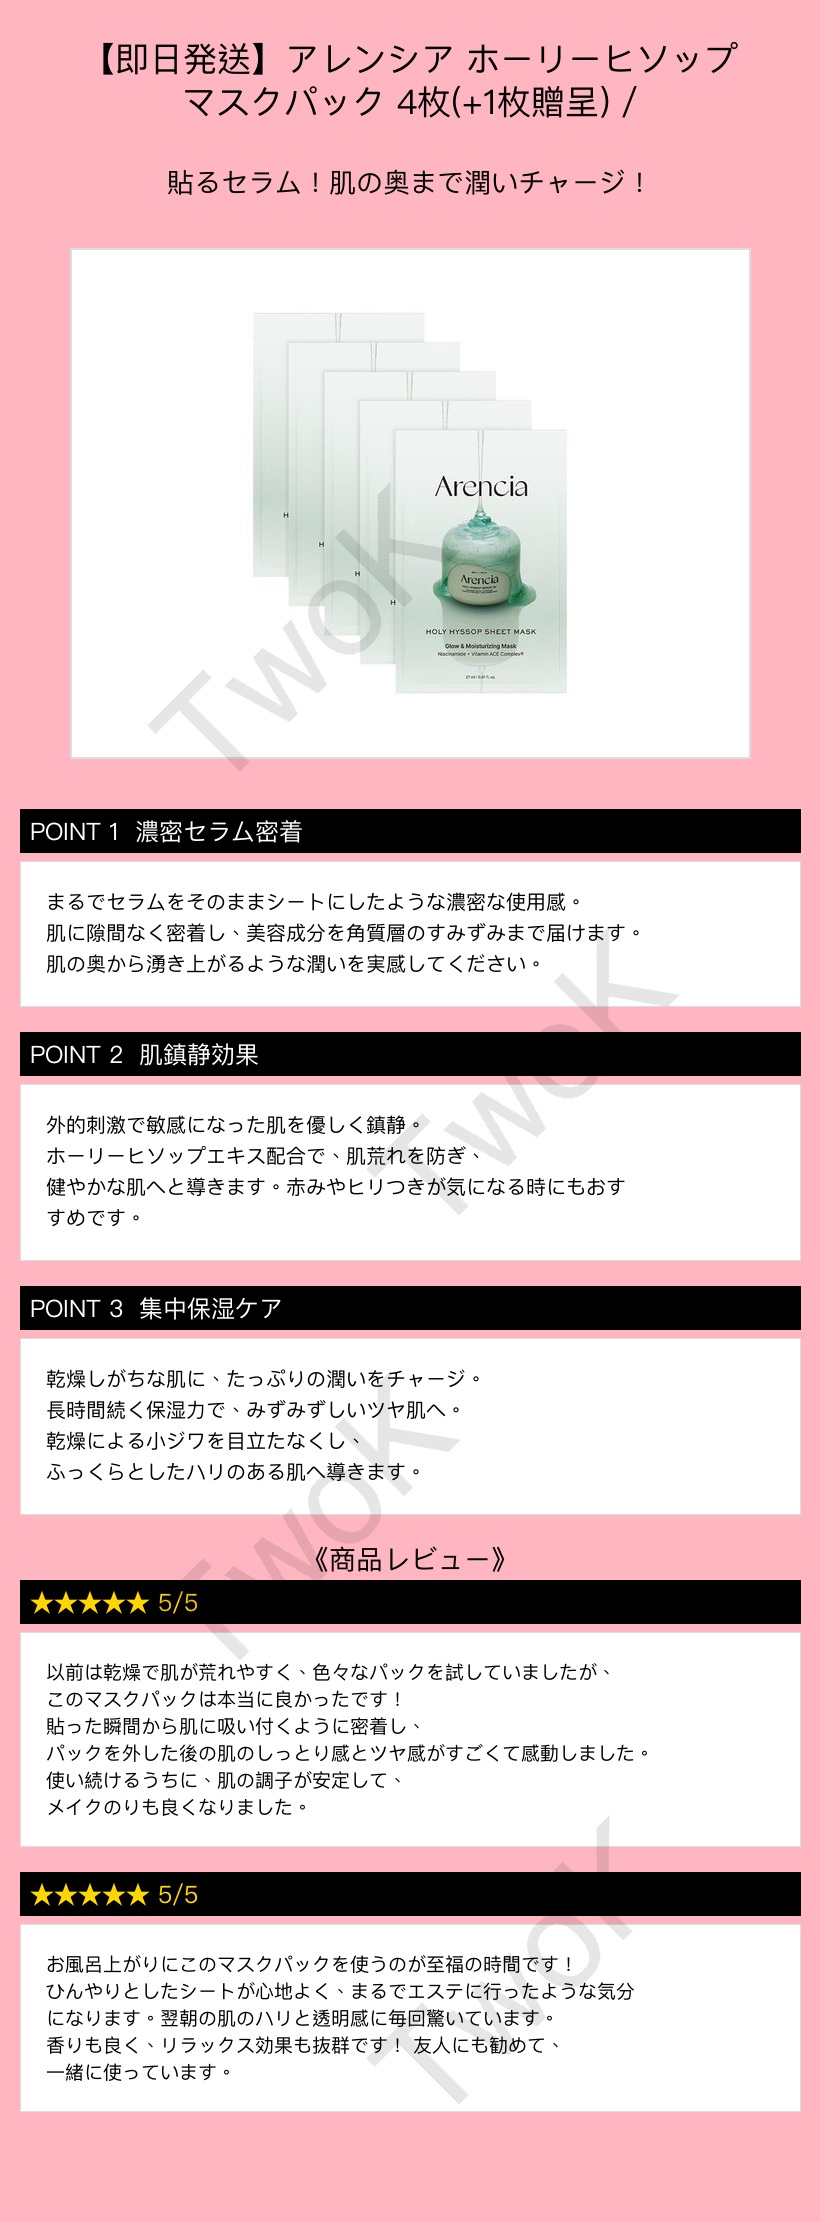 【即日発送】アレンシア ホーリーヒソップ
マスクパック 4枚(+1枚贈呈) /
貼るセラム！肌の奥まで潤いチャージ！
H
H
H
H
Arencia
Arencia
HOLY HYSSOP SHEET MASK
Glow & Moisturizing Mask
Niacinamide + Vitamin ACE Complex®
27 ml | 0.91 fl. oz.
TwoK
POINT 1 濃密セラム密着
まるでセラムをそのままシートにしたような濃密な使用感。
肌に隙間なく密着し、美容成分を角質層のすみずみまで届けます。
肌の奥から湧き上がるような潤いを実感してください。
TwoK
POINT 2 肌鎮静効果
外的刺激で敏感になった肌を優しく鎮静。
ホーリーヒソップエキス配合で、肌荒れを防ぎ、
健やかな肌へと導きます。赤みやヒリつきが気になる時にもおす
すめです。
POINT 3 集中保湿ケア
乾燥しがちな肌に、たっぷりの潤いをチャージ。
長時間続く保湿力で、みずみずしいツヤ肌へ。
乾燥による小ジワを目立たなくし、
ふっくらとしたハリのある肌へ導きます。
TwoK
《商品レビュー》
★★★★★ 5/5
以前は乾燥で肌が荒れやすく、色々なパックを試していましたが、
このマスクパックは本当に良かったです！
貼った瞬間から肌に吸い付くように密着し、
パックを外した後の肌のしっとり感とツヤ感がすごくて感動しました。
使い続けるうちに、肌の調子が安定して、
メイクのりも良くなりました。
★★★★★ 5/5
お風呂上がりにこのマスクパックを使うのが至福の時間です！
ひんやりとしたシートが心地よく、まるでエステに行ったような気分
になります。翌朝の肌のハリと透明感に毎回驚いています。
香りも良く、リラックス効果も抜群です！ 友人にも勧めて、
一緒に使っています。
TwoK